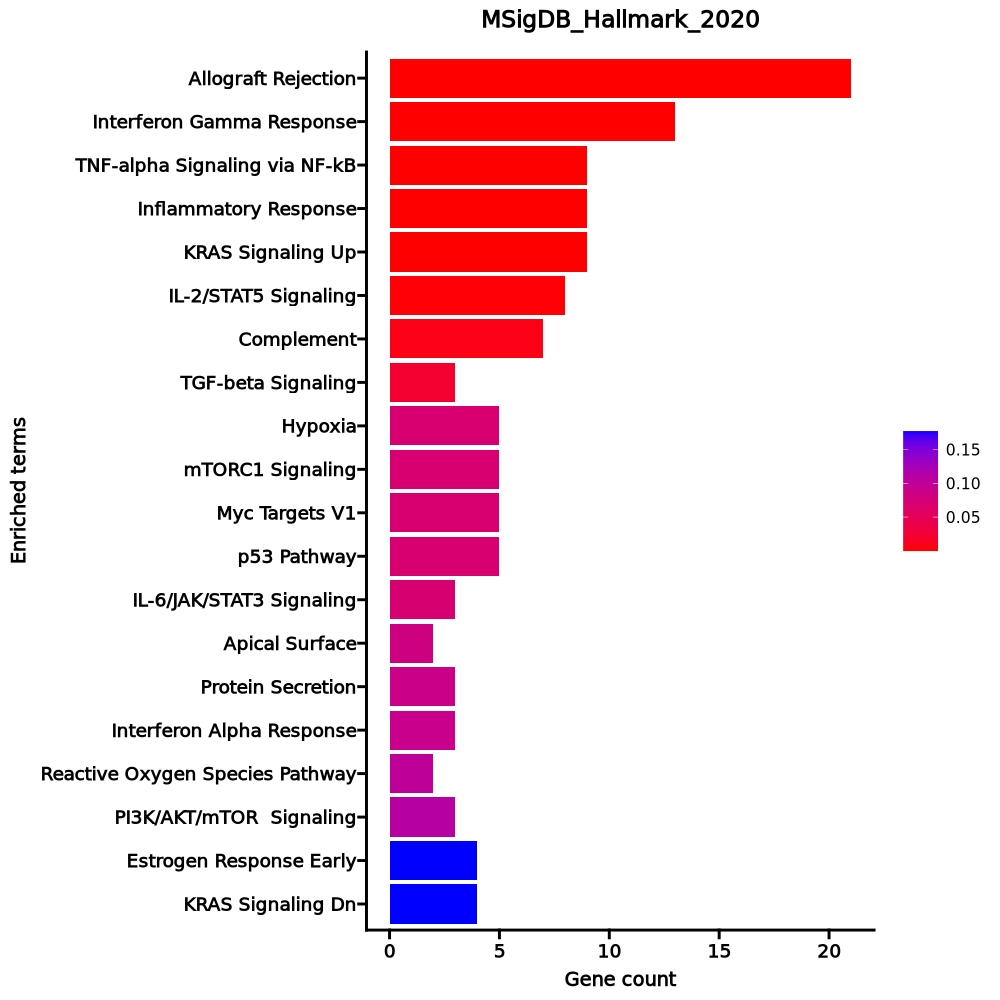 MSigDB_Hallmark_2020
Allograft Rejection
Interferon Gamma Response
TNF-alpha Signaling via NF-kB
Inflammatory Response
KRAS Signaling Up
IL-2/STAT5 Signaling
Complement
TGF-beta Signaling
Hypoxia
mTORC1 Signaling
Myc Targets V1
p53 Pathway
IL-6/JAK/STAT3 Signaling
Apical Surface
Protein Secretion
Interferon Alpha Response
Reactive Oxygen Species Pathway
PI3K/AKT/mTOR  Signaling
Estrogen Response Early
KRAS Signaling Dn
Enriched terms
0 5 10 15 20
Gene count
0.15
0.10
0.05